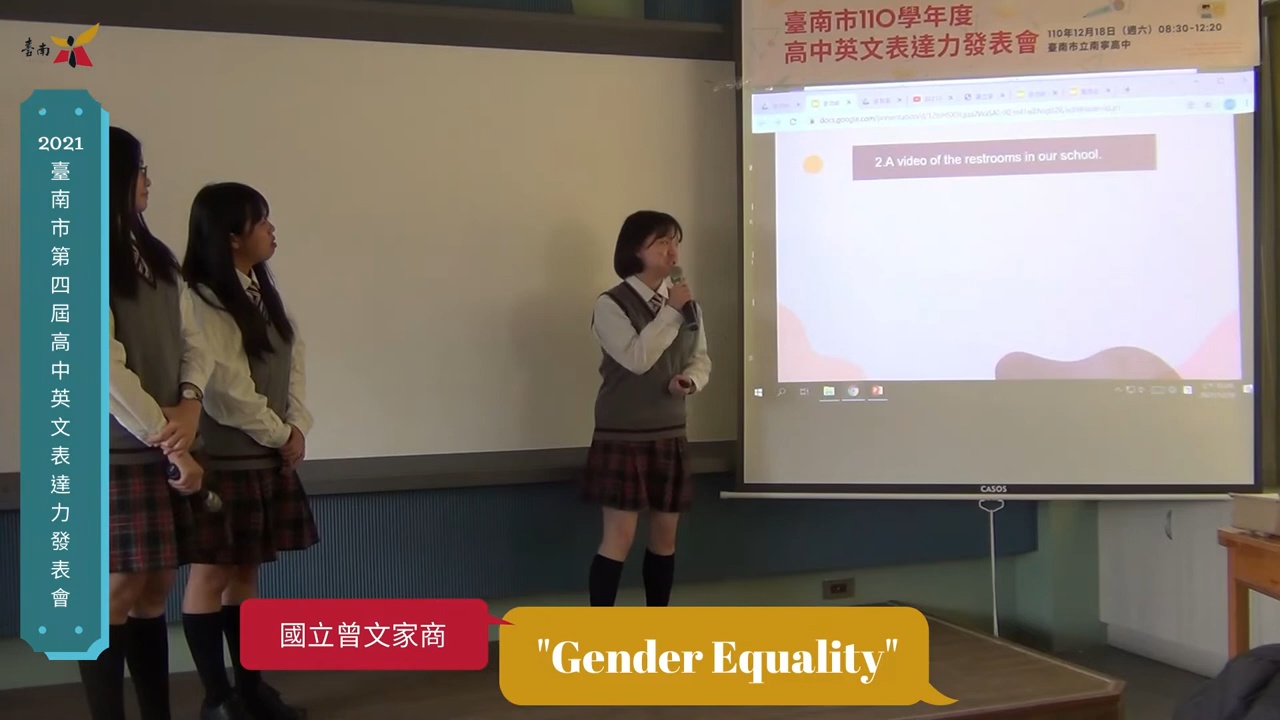 臺南
2021
臺南市第四屆高中英文表達力發表會
臺南市110學年度
高中英文表達力發表會
110年12月18日（週六）08:30-12:20
臺南市立南寧高中
2.A video of the restrooms in our school.
CASOS
國立曾文家商
"Gender Equality"